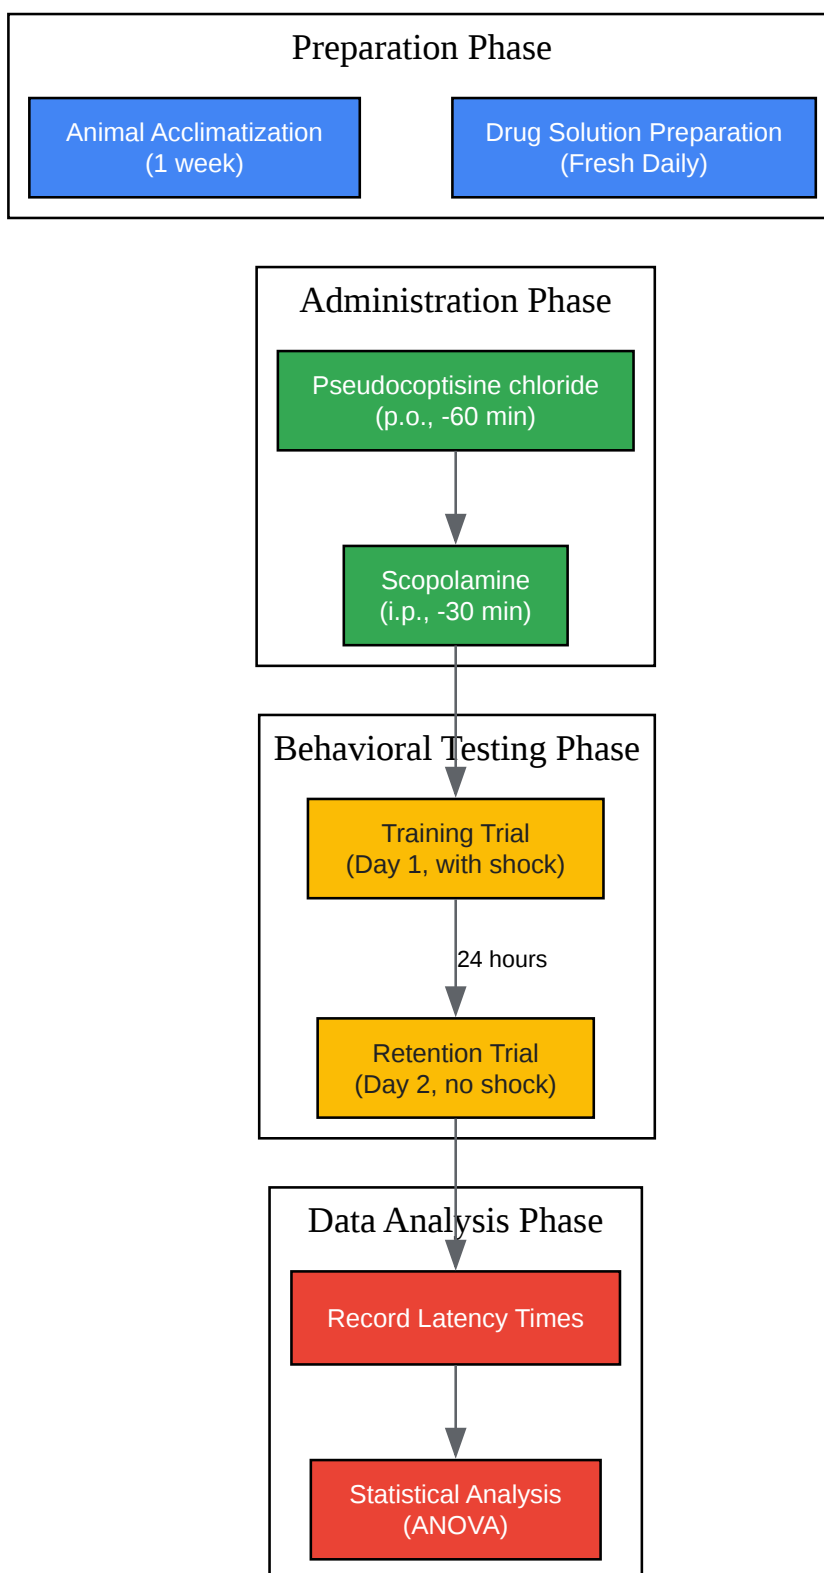 Preparation Phase
Animal Acclimatization
(1 week)
Drug Solution Preparation
(Fresh Daily)
Administration Phase
Pseudocoptisine chloride
(p.o., -60 min)
Scopolamine
(i.p., -30 min)
Behavioral Testing Phase
Training Trial
(Day 1, with shock)
24 hours
Retention Trial
(Day 2, no shock)
Data Analysis Phase
Record Latency Times
Statistical Analysis
(ANOVA)